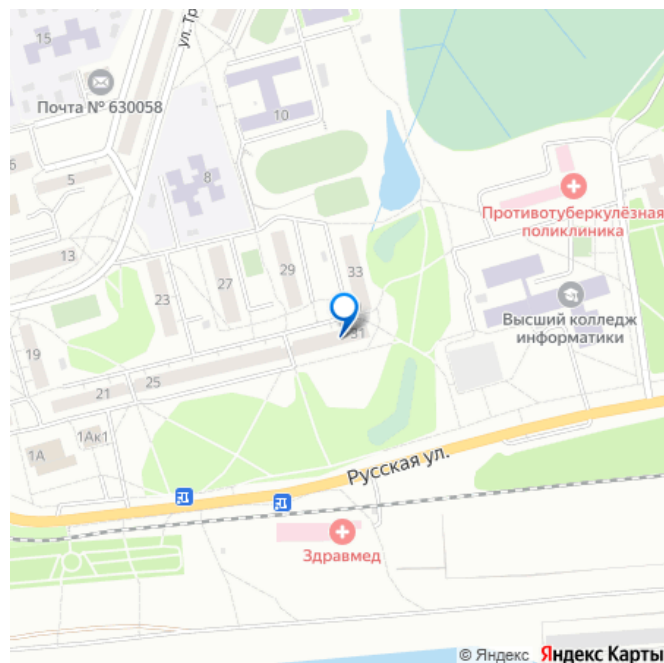 15
ул. Тр
Почта № 630058
10
6
5
8
Противотуберкулёзная
поликлиника
13
23
27
29
33
Высший колледж
информатики
31
19
25
21
1А
1Ак1
Русская ул.
Здравмед
© Яндекс Яндекс Карты